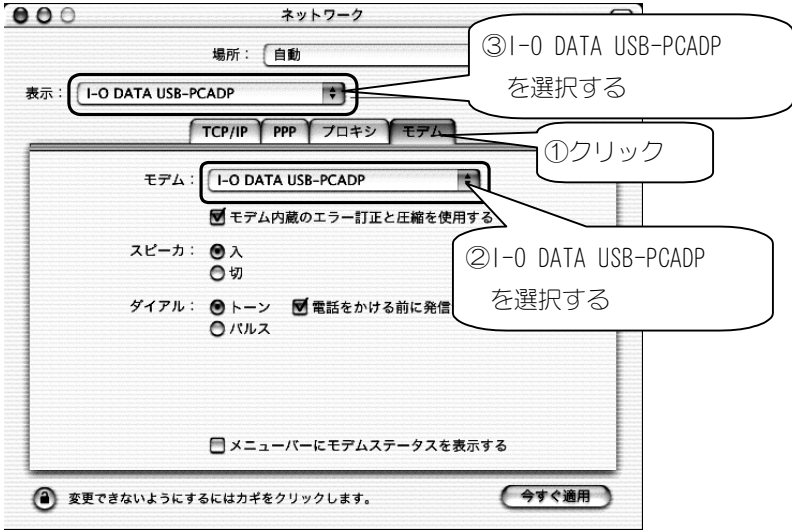 ネットワーク
場所： 自動
③I-O DATA USB-PCADP
を選択する
表示： I-O DATA USB-PCADP
TCP/IP PPP プロキシ モデム
①クリック
モデム： I-O DATA USB-PCADP
モデム内蔵のエラー訂正と圧縮を使用する
スピーカ： 入
切
②I-O DATA USB-PCADP
を選択する
ダイアル： トーン 電話をかける前に発信
パルス
メニューバーにモデムステータスを表示する
変更できないようにするにはカギをクリックします。
今すぐ適用